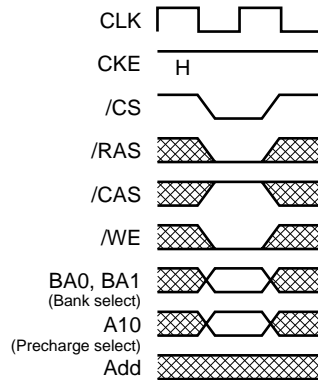 CLK
CKE H
/CS
/RAS
/CAS
/WE
BA0, BA1
(Bank select)
A10
(Precharge select)
Add